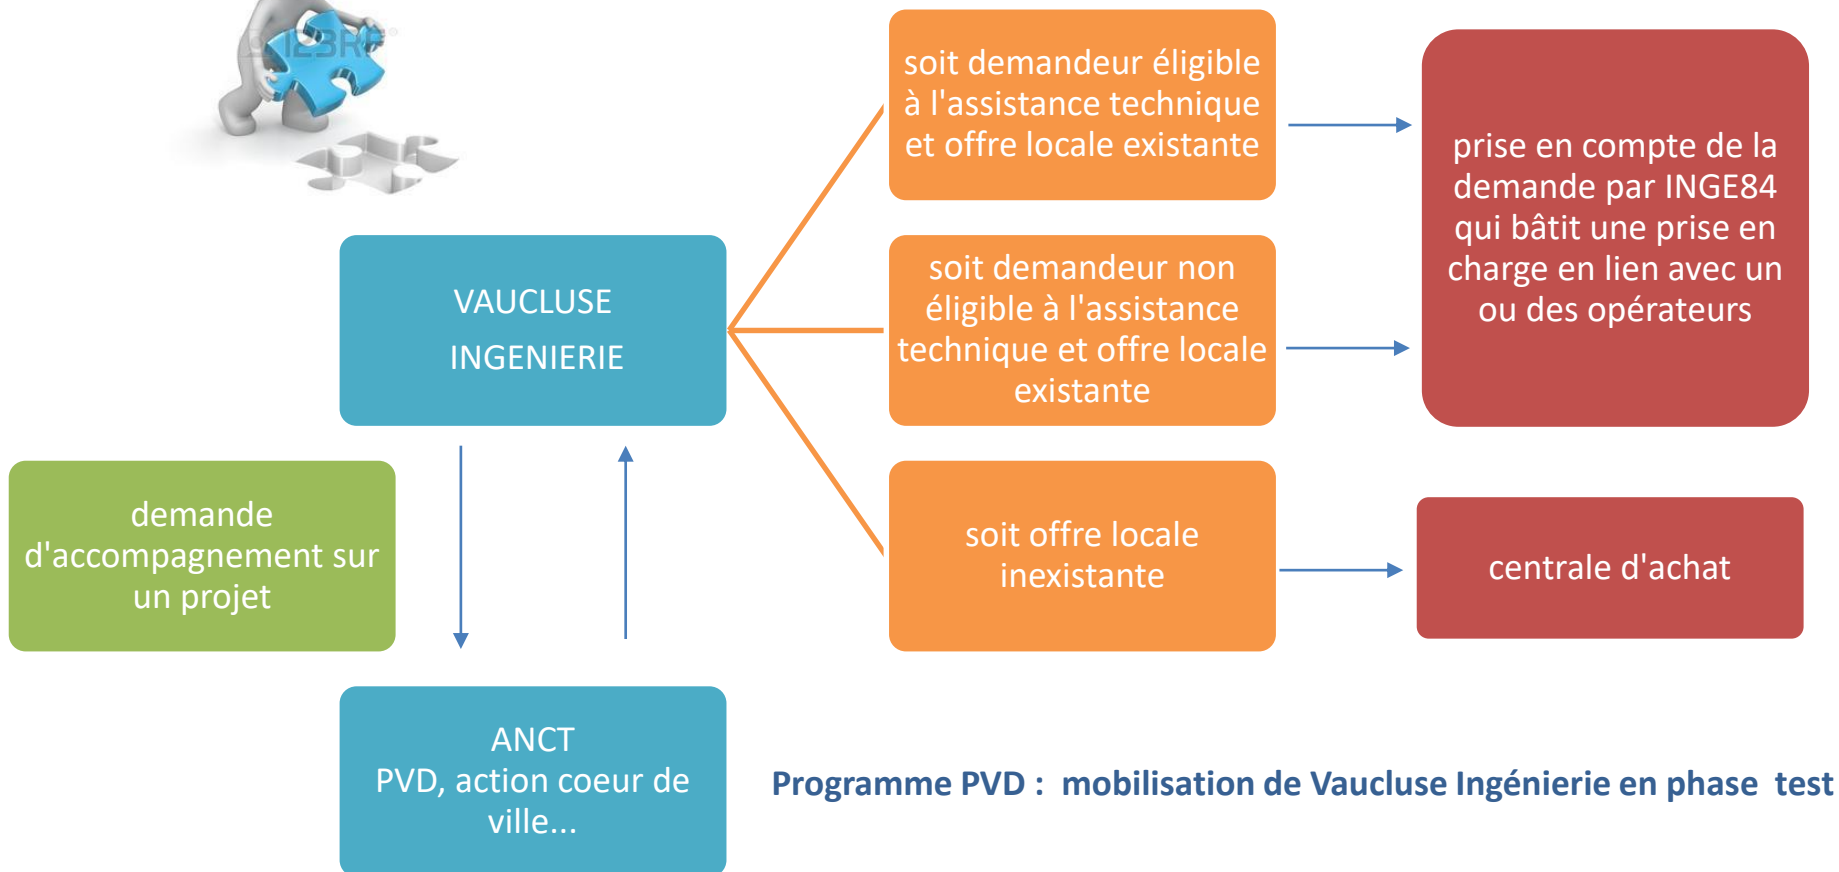 123RF
soit demandeur éligible
à l'assistance technique
et offre locale existante
prise en compte de la
demande par INGE84
qui bâtit une prise en
charge en lien avec un
ou des opérateurs
VAUCLUSE
INGENIERIE
soit demandeur non
éligible à l'assistance
technique et offre locale
existante
demande
d'accompagnement sur
un projet
soit offre locale
inexistante
centrale d'achat
ANCT
PVD, action coeur de
ville...
Programme PVD : mobilisation de Vaucluse Ingénierie en phase test